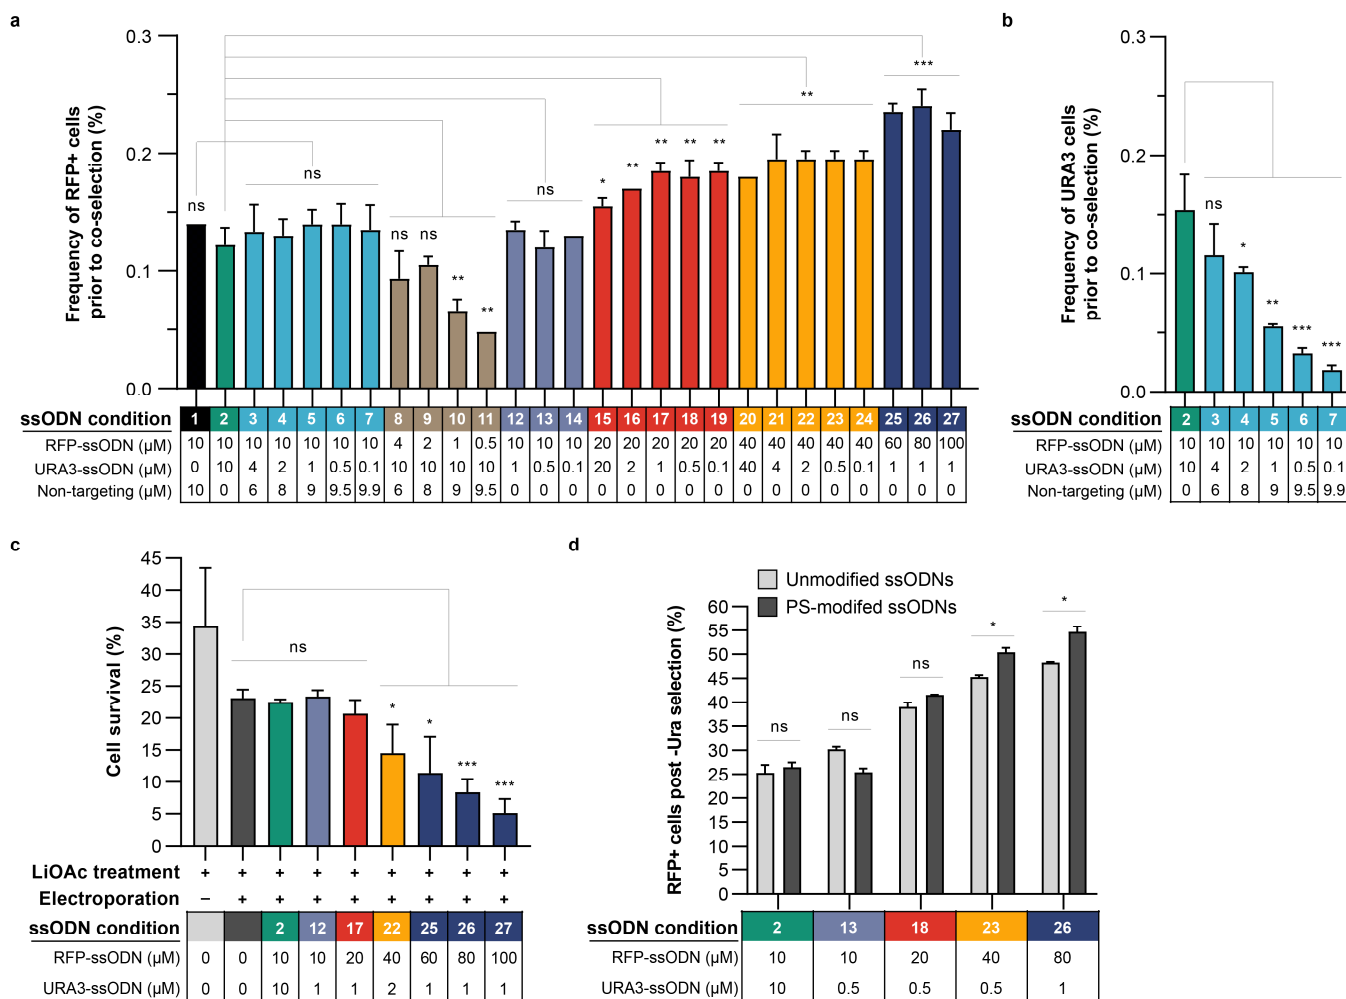 a
Frequency of RFP+ cells
prior to co-selection (%)
0.3
0.2
0.1
0.0
ns
ns
ns
ns
**
**
ns
*
**
**
**
**
**
***
ssODN condition 1 2 3 4 5 6 7 8 9 10 11 12 13 14 15 16 17 18 19 20 21 22 23 24 25 26 27
RFP-ssODN (µM) 10 10 10 10 10 10 10 4 2 1 0.5 10 10 10 20 20 20 20 20 40 40 40 40 40 60 80 100
URA3-ssODN (µM) 0 10 4 2 1 0.5 0.1 10 10 10 10 1 0.5 0.1 20 2 1 0.5 0.1 40 4 2 0.5 0.1 1 1 1
Non-targeting (µM) 10 0 6 8 9 9.5 9.9 6 8 9 9.5 0 0 0 0 0 0 0 0 0 0 0 0 0 0 0 0
b
Frequency of URA3 cells
prior to co-selection (%)
0.3
0.2
0.1
0.0
ns
*
**
***
***
ssODN condition 2 3 4 5 6 7
RFP-ssODN (µM) 10 10 10 10 10 10
URA3-ssODN (µM) 10 4 2 1 0.5 0.1
Non-targeting (µM) 0 6 8 9 9.5 9.9
c
Cell survival (%)
45
40
35
30
25
20
15
10
5
0
ns
*
*
***
***
LiOAc treatment + + + + + + + + +
Electroporation – + + + + + + + +
ssODN condition 2 12 17 22 25 26 27
RFP-ssODN (µM) 0 0 10 10 20 40 60 80 100
URA3-ssODN (µM) 0 0 10 1 1 2 1 1 1
d
Unmodified ssODNs
PS-modifed ssODNs
RFP+ cells post -Ura selection (%)
60
55
50
45
40
35
30
25
20
15
10
5
0
ns
ns
ns
*
*
ssODN condition 2 13 18 23 26
RFP-ssODN (µM) 10 10 20 40 80
URA3-ssODN (µM) 10 0.5 0.5 0.5 1